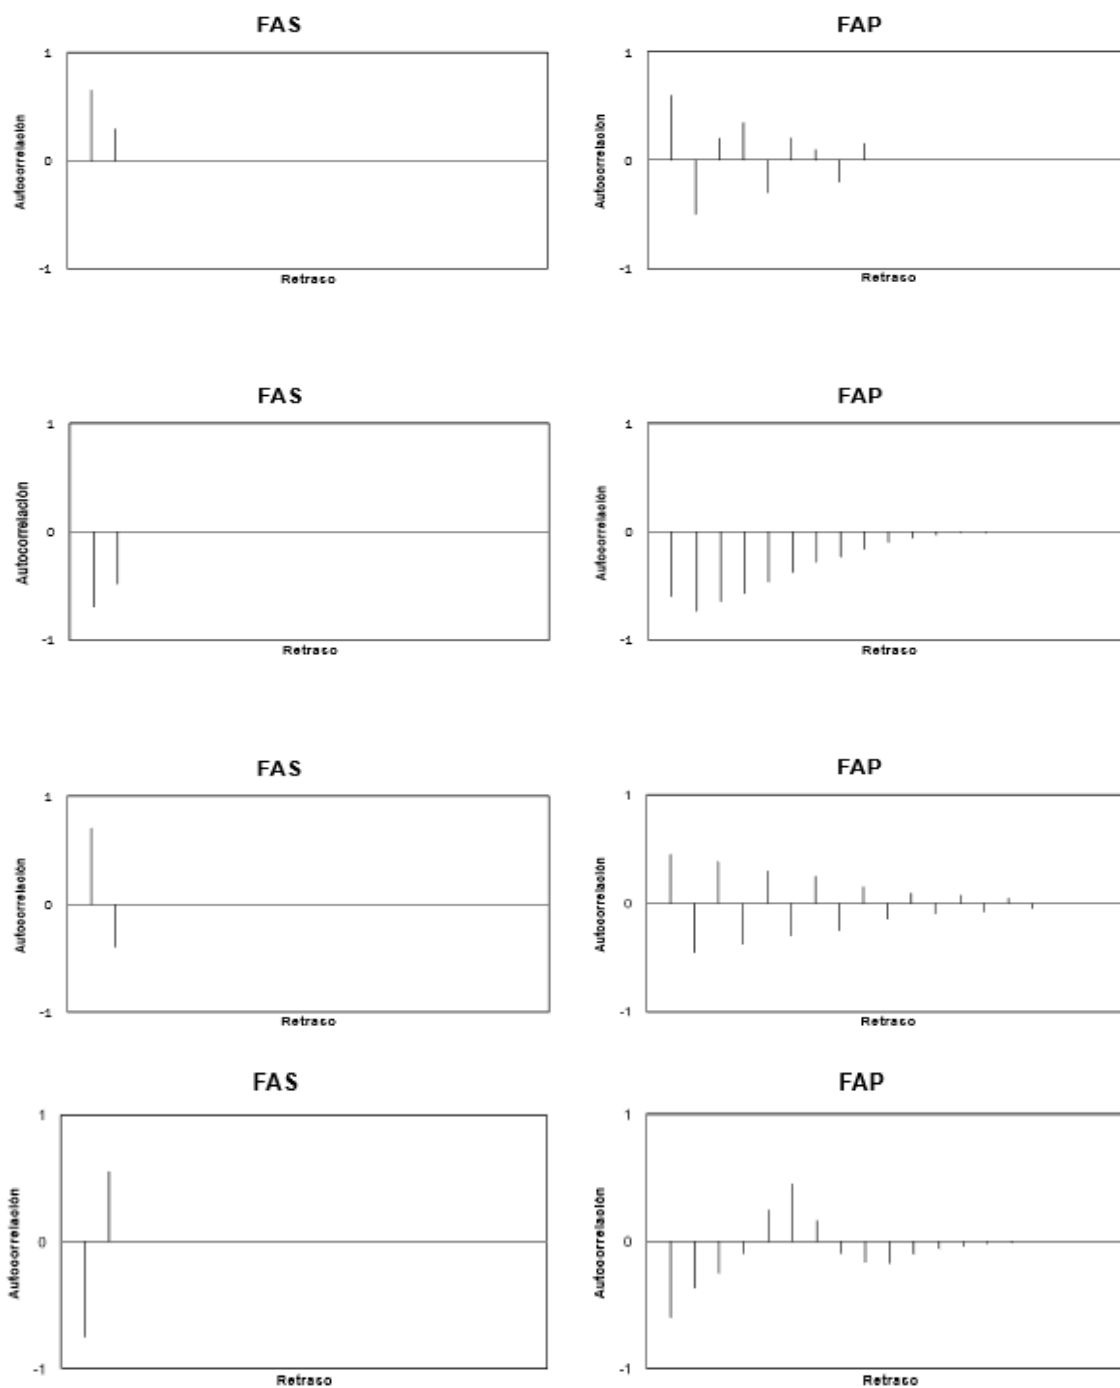 FAS
FAP
1
0
-1
Autocorrelación
Retraso
1
0
-1
Autocorrelación
Retraso
FAS
FAP
1
0
-1
Autocorrelación
Retraso
1
0
-1
Autocorrelación
Retraso
FAS
FAP
1
0
-1
Autocorrelación
Retraso
1
0
-1
Autocorrelación
Retraso
FAS
FAP
1
0
-1
Autocorrelación
Retraso
1
0
-1
Autocorrelación
Retraso